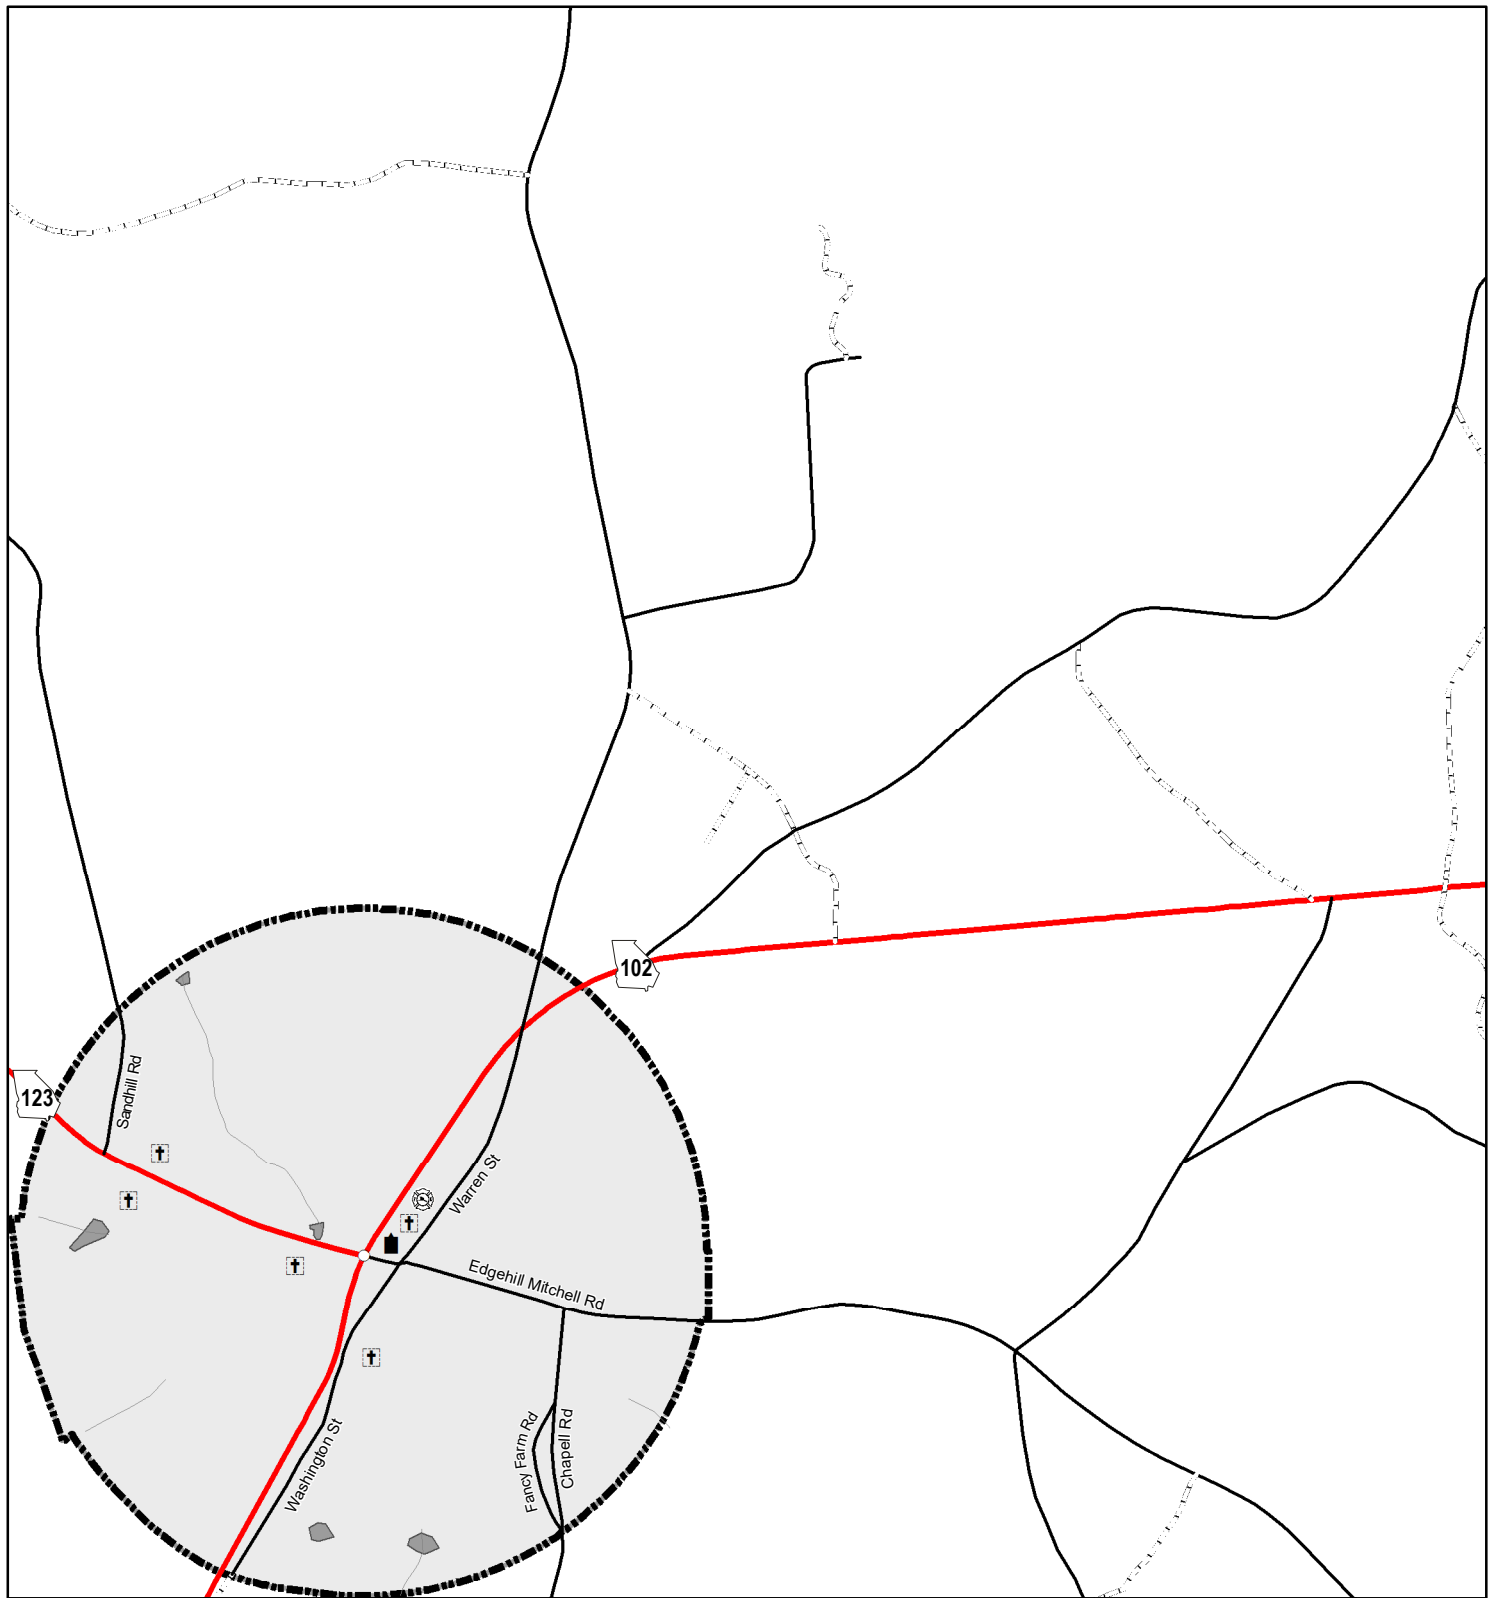 102
123
Sandhill Rd
Warren St
Edgehill Mitchell Rd
Washington St
Fancy Farm Rd
Chapell Rd